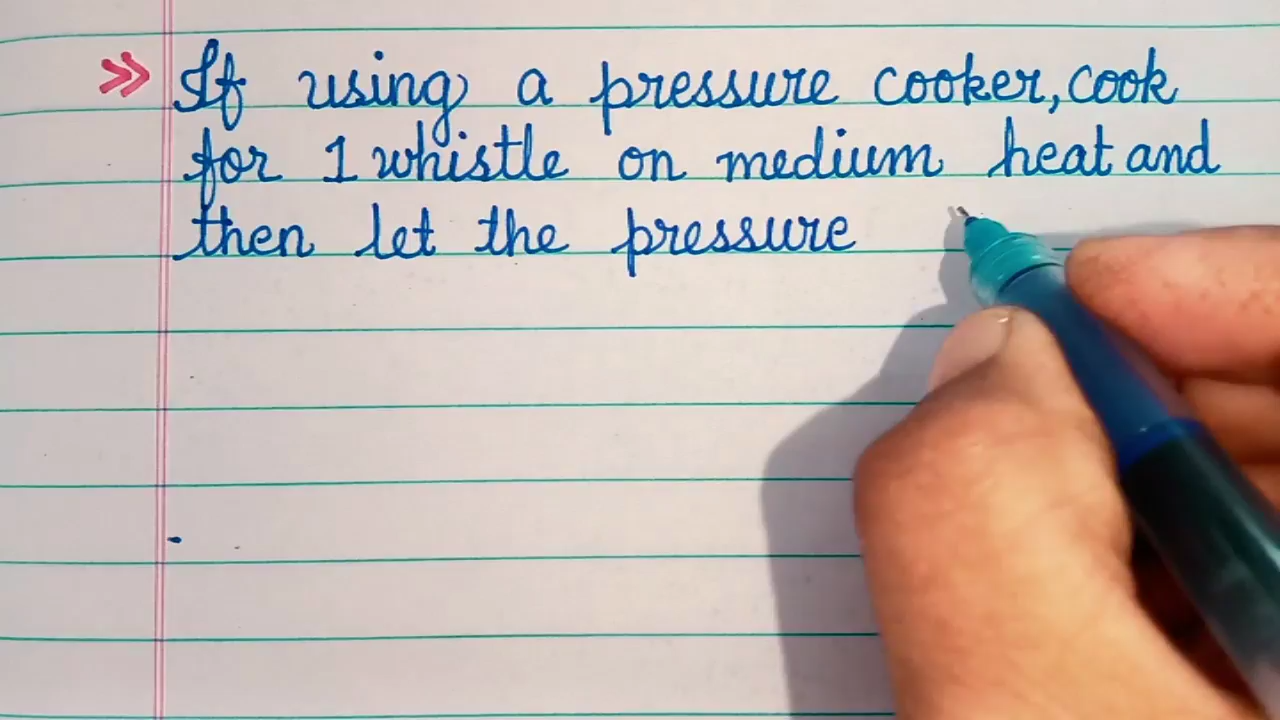 » If using a pressure cooker, cook
for 1 whistle on medium heat and
then let the pressure